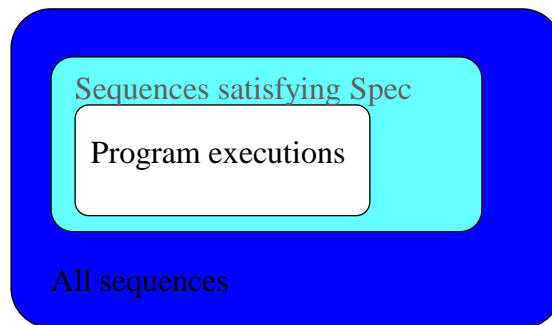 Sequences satisfying Spec
Program executions
All sequences